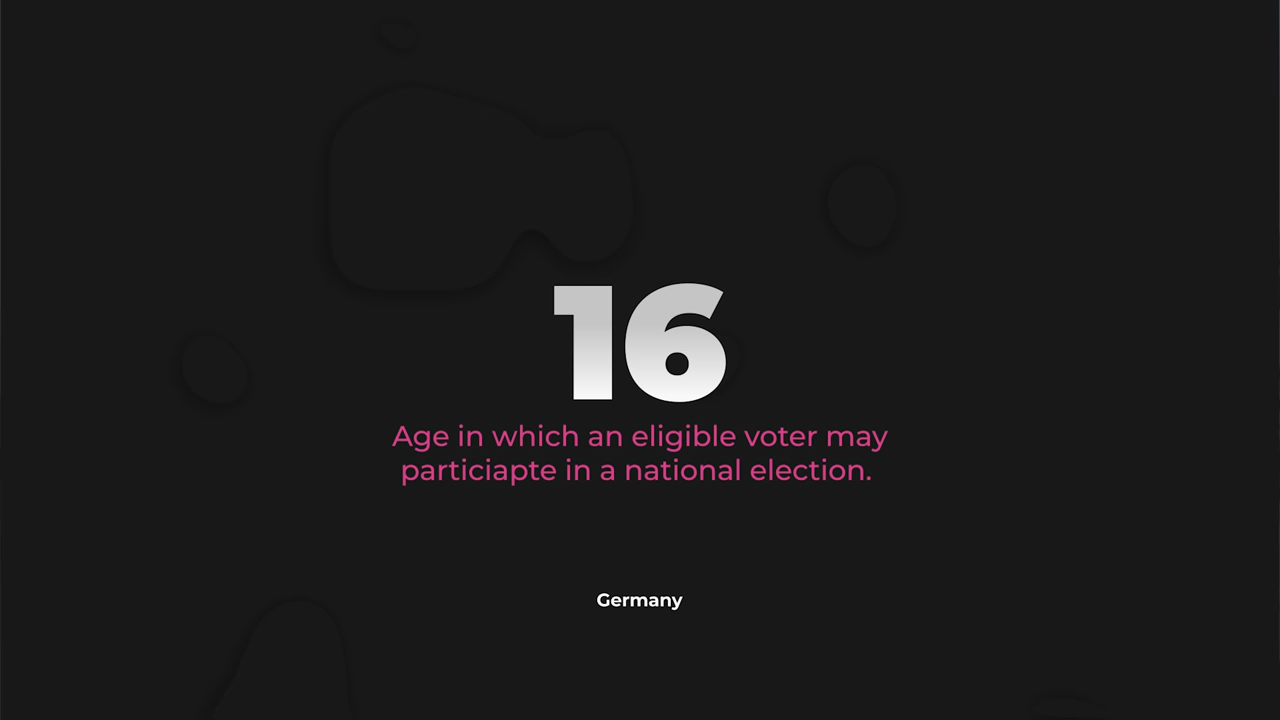 16
Age in which an eligible voter may
particiapte in a national election.
Germany